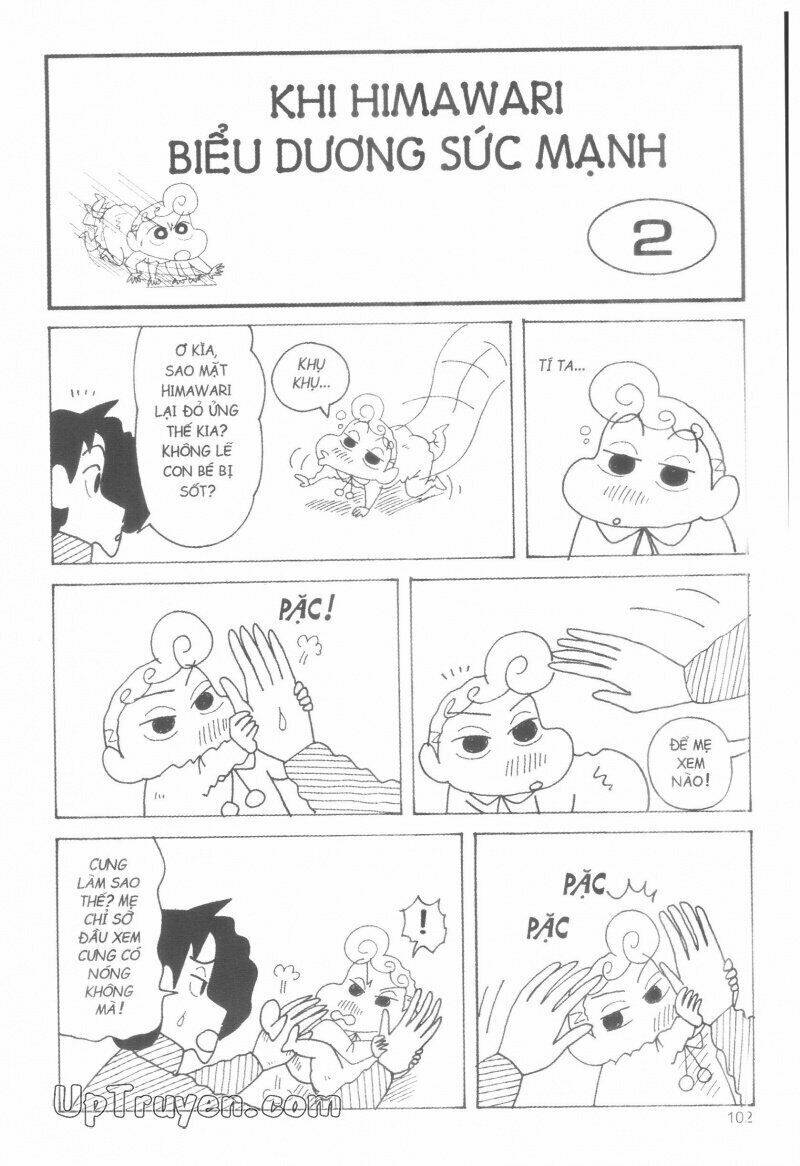 KHI HIMAWARI
BIỂU DƯƠNG SỨC MẠNH
2
TÍ TA...
KHỤ
KHỤ...
Ơ KÌA,
SAO MẶT
HIMAWARI
LẠI ĐỎ ỬNG
THẾ KIA?
KHÔNG LẼ
CON BÉ BỊ
SỐT?
ĐỂ MẸ
XEM
NÀO!
PẶC!
PẶC
PẶC
!
CƯNG
LÀM SAO
THẾ? MẸ
CHỈ SỜ
ĐẦU XEM
CƯNG CÓ
NÓNG
KHÔNG
MÀ!
UpTruyen.com
102